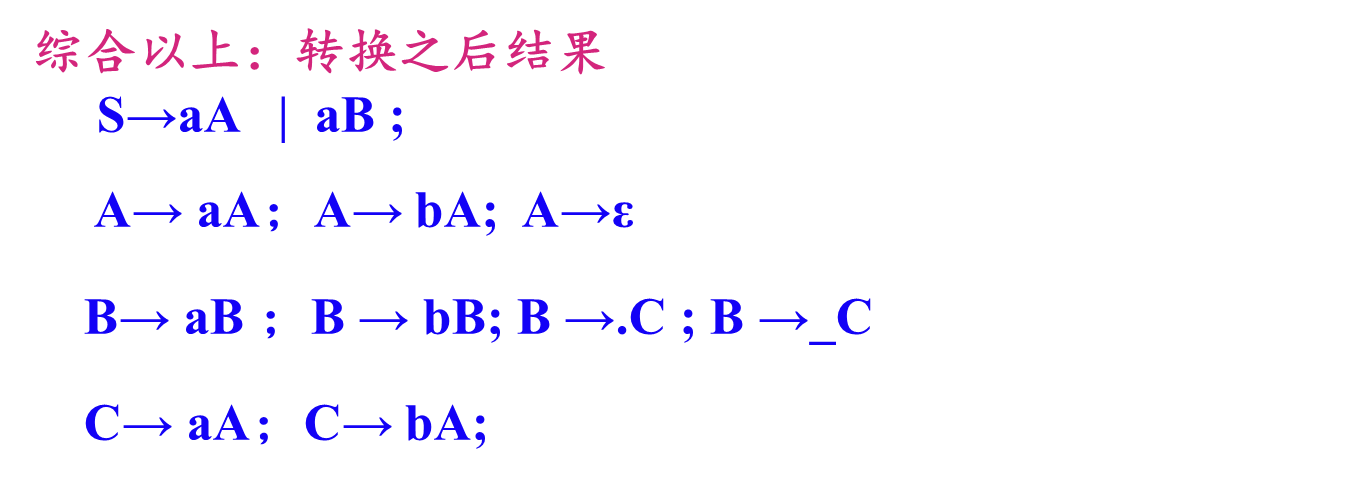 综合以上：转换之后结果
S→aA | aB ;
A→ aA；A→ bA; A→ε
B→ aB ；B → bB; B →.C ; B →_C
C→ aA；C→ bA;